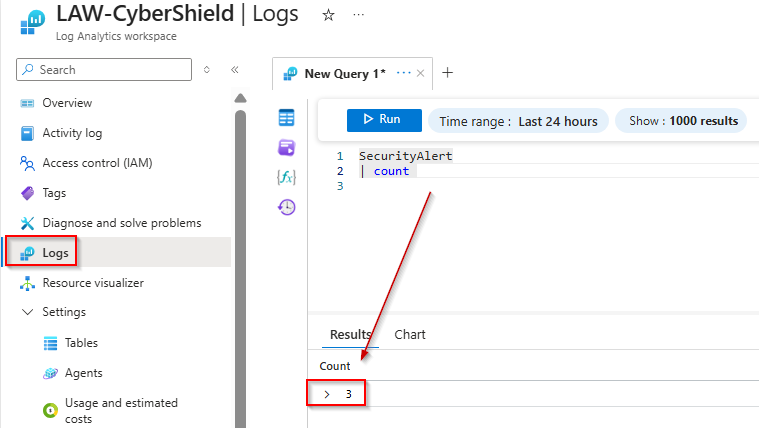 LAW-CyberShield | Logs
Log Analytics workspace
Search
Overview
Activity log
Access control (IAM)
Tags
Diagnose and solve problems
Logs
Resource visualizer
Settings
Tables
Agents
Usage and estimated
costs
New Query 1*
Run
Time range : Last 24 hours
Show : 1000 results
1 SecurityAlert
2 | count
3
Results
Chart
Count
3